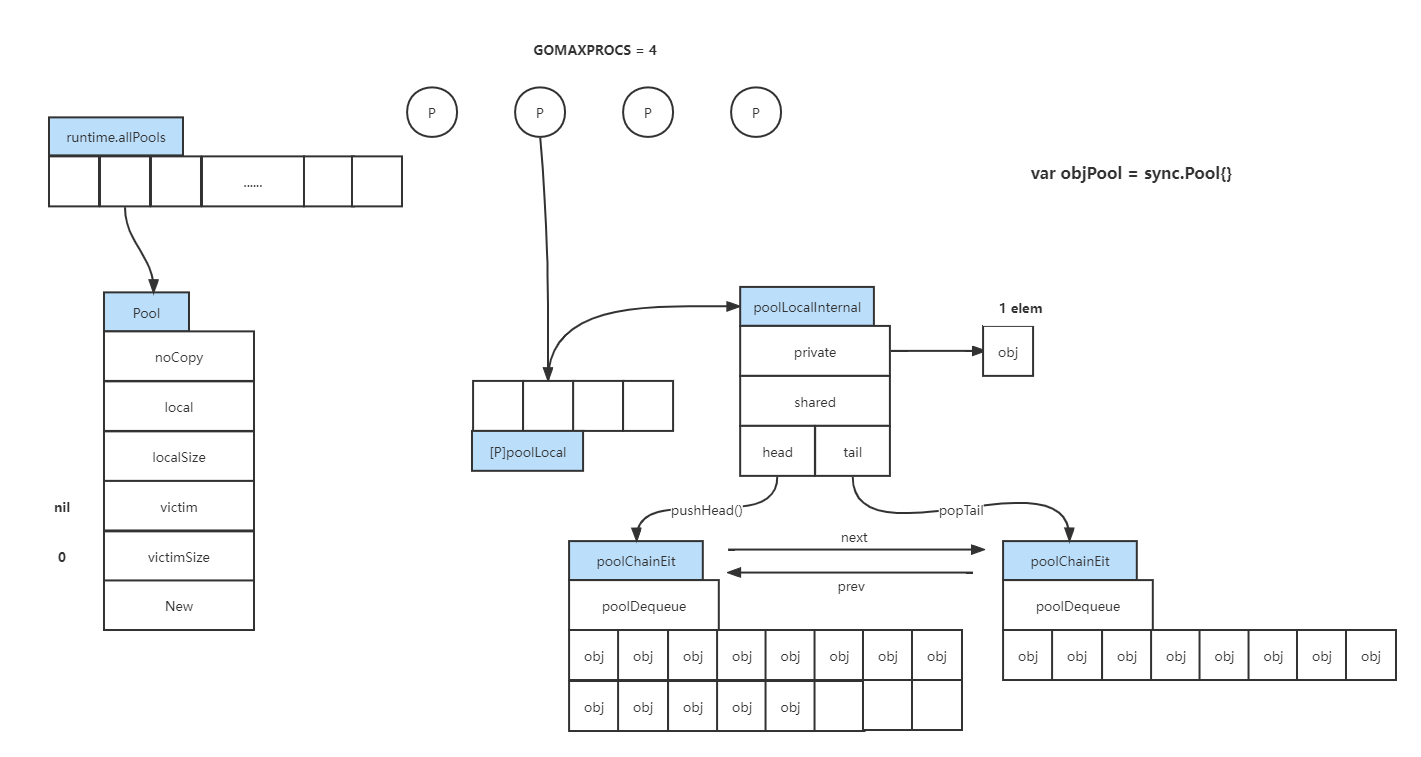 GOMAXPROCS = 4
P
P
P
P
runtime.allPools
......
var objPool = sync.Pool{}
Pool
noCopy
local
localSize
nil
victim
0
victimSize
New
[P]poolLocal
poolLocalInternal
private
shared
head
tail
1 elem
obj
pushHead()
popTail
poolChainEit
next
prev
poolChainEit
poolDequeue
poolDequeue
obj obj obj obj obj obj obj obj
obj obj obj obj obj
obj obj obj obj obj obj obj obj